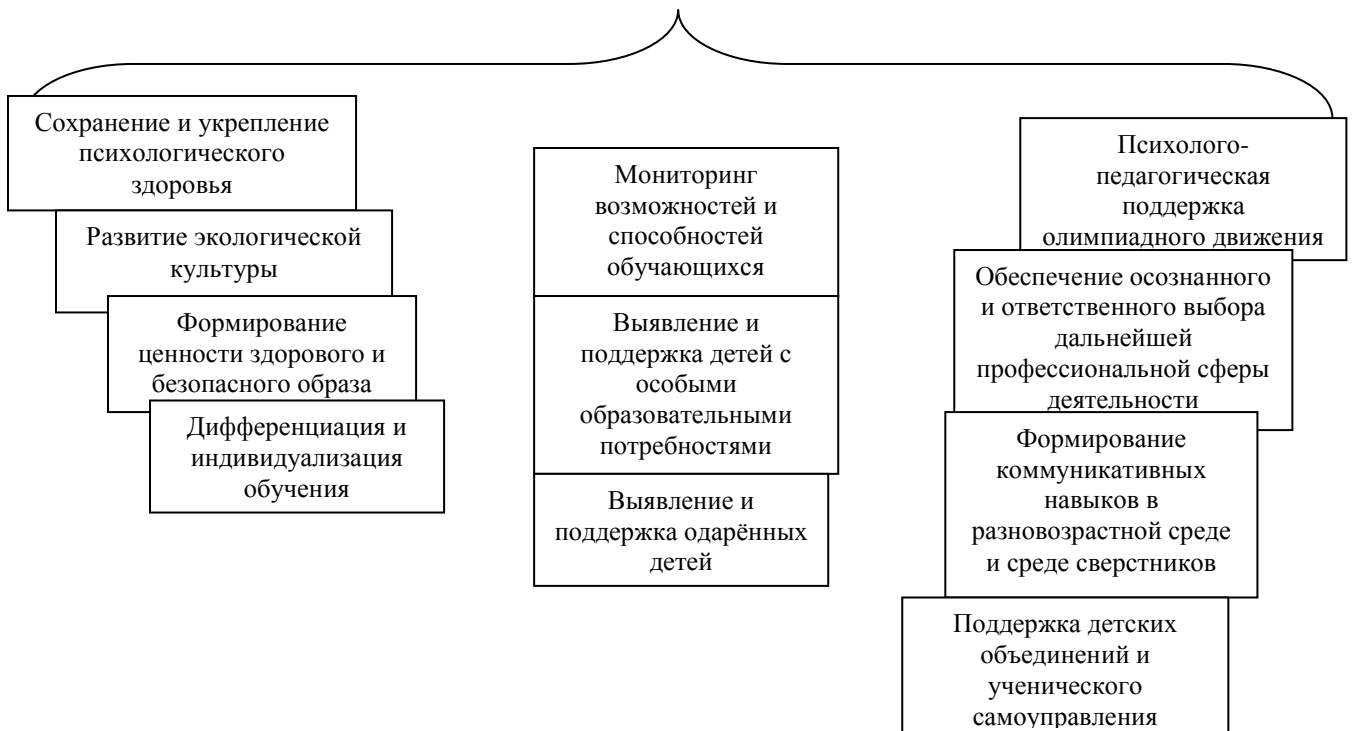 Сохранение и укрепление
психологического
здоровья
Развитие экологической
культуры
Формирование
ценности здорового и
безопасного образа
Дифференциация и
индивидуализация
обучения
Мониторинг
возможностей и
способностей
обучающихся
Выявление и
поддержка детей с
особыми
образовательными
потребностями
Выявление и
поддержка одарённых
детей
Психолого-
педагогическая
поддержка
олимпиадного движения
Обеспечение осознанного
и ответственного выбора
дальнейшей
профессиональной сферы
деятельности
Формирование
коммуникативных
навыков в
разновозрастной среде
и среде сверстников
Поддержка детских
объединений и
ученического
самоуправления